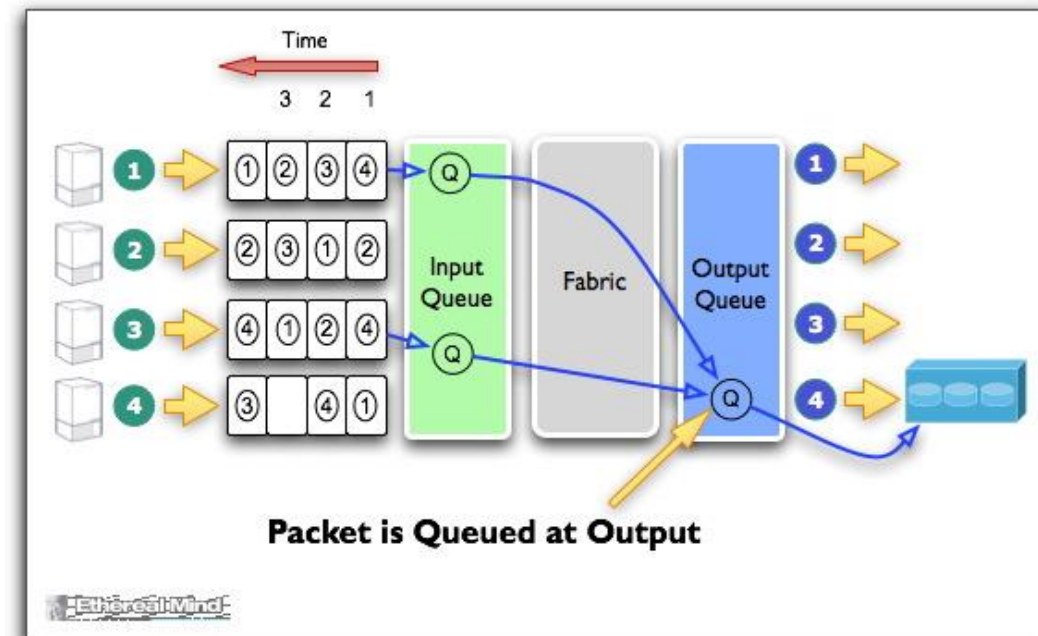 Time
3 2 1
1 1 2 3 4 Q 1
2 2 3 1 2 2
Input Queue
Fabric
Output Queue
3 4 1 2 4 Q 3
4 3 4 1 Q 4
Packet is Queued at Output
EtherealMind